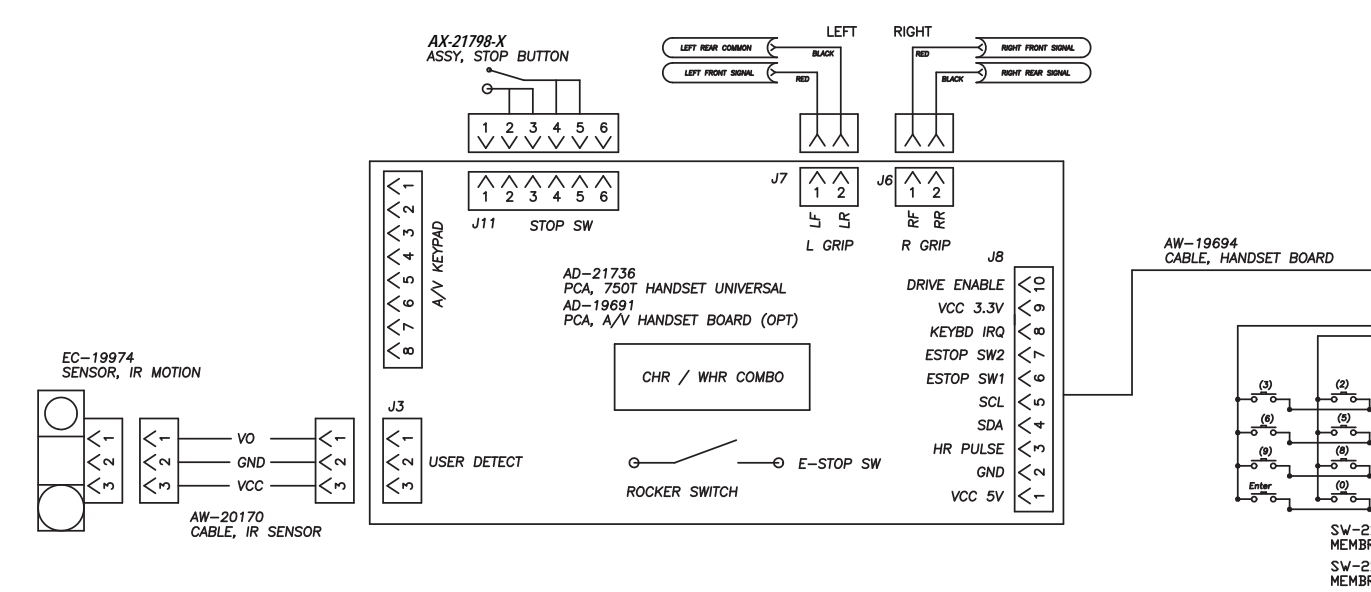 AX-21798-X
ASSY, STOP BUTTON
1 2 3 4 5 6
LEFT RIGHT
LEFT REAR COMMON
BLACK
LEFT FRONT SIGNAL
RED
RED
RIGHT FRONT SIGNAL
BLACK
RIGHT REAR SIGNAL
1 2 3 4 5 6
J11 STOP SW
1
2
3
4
5
6
7
8
A/V KEYPAD
J7
1 2
LF LR
L GRIP
J6
1 2
RF RR
R GRIP
AD-21736
PCA, 750T HANDSET UNIVERSAL
AD-19691
PCA, A/V HANDSET BOARD (OPT)
CHR / WHR COMBO
E-STOP SW
ROCKER SWITCH
J8
DRIVE ENABLE 10
VCC 3.3V 9
KEYBD IRQ 8
ESTOP SW2 7
ESTOP SW1 6
SCL 5
SDA 4
HR PULSE 3
GND 2
VCC 5V 1
J3
1
2
3
USER DETECT
EC-19974
SENSOR, IR MOTION
1 1 VO 1
2 2 GND 2
3 3 VCC 3
AW-20170
CABLE, IR SENSOR
AW-19694
CABLE, HANDSET BOARD
(3) (2)
(6) (5)
(9) (8)
Enter (0)
SW-2
MEMBR
SW-2
MEMBR